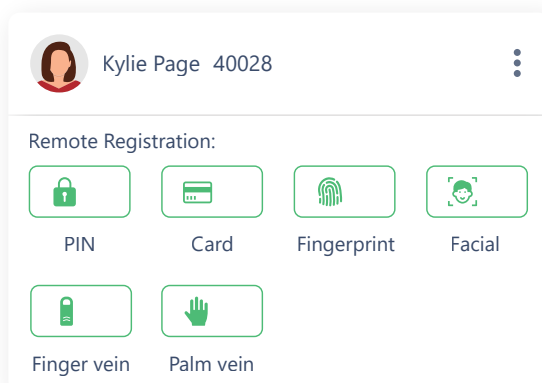 Kylie Page 40028
Remote Registration:
PIN Card Fingerprint Facial
Finger vein Palm vein